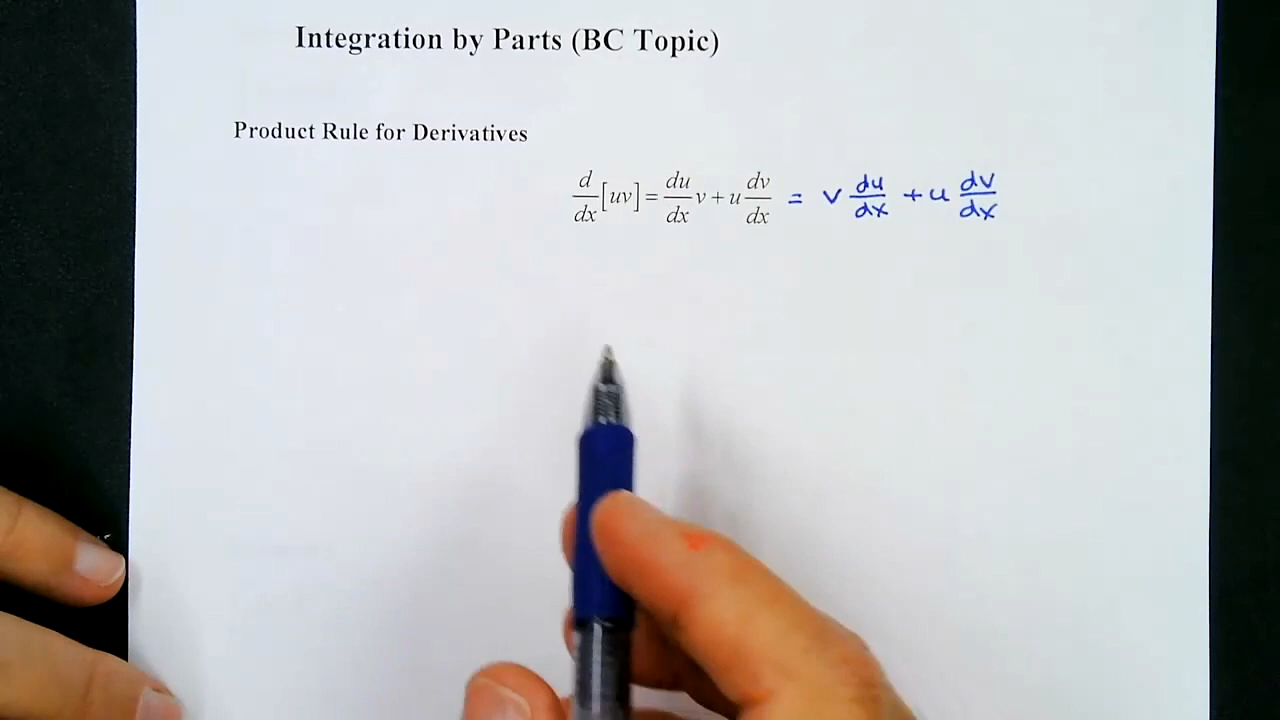 Integration by Parts (BC Topic)
Product Rule for Derivatives
d/dx [uv] = du/dx v + u dv/dx = v du/dx + u dv/dx